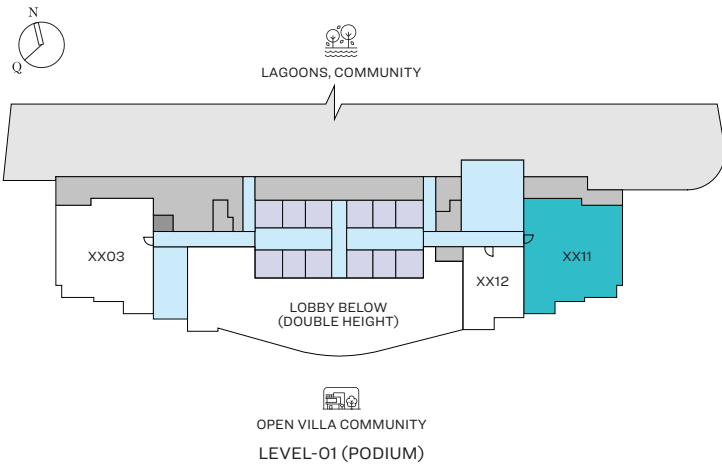 N
Q
LAGOONS, COMMUNITY
XX03
XX11
XX12
LOBBY BELOW
(DOUBLE HEIGHT)
OPEN VILLA COMMUNITY
LEVEL-01 (PODIUM)